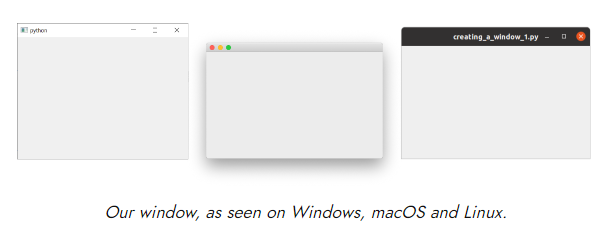 python
creating_a_window_1.py
Our window, as seen on Windows, macOS and Linux.